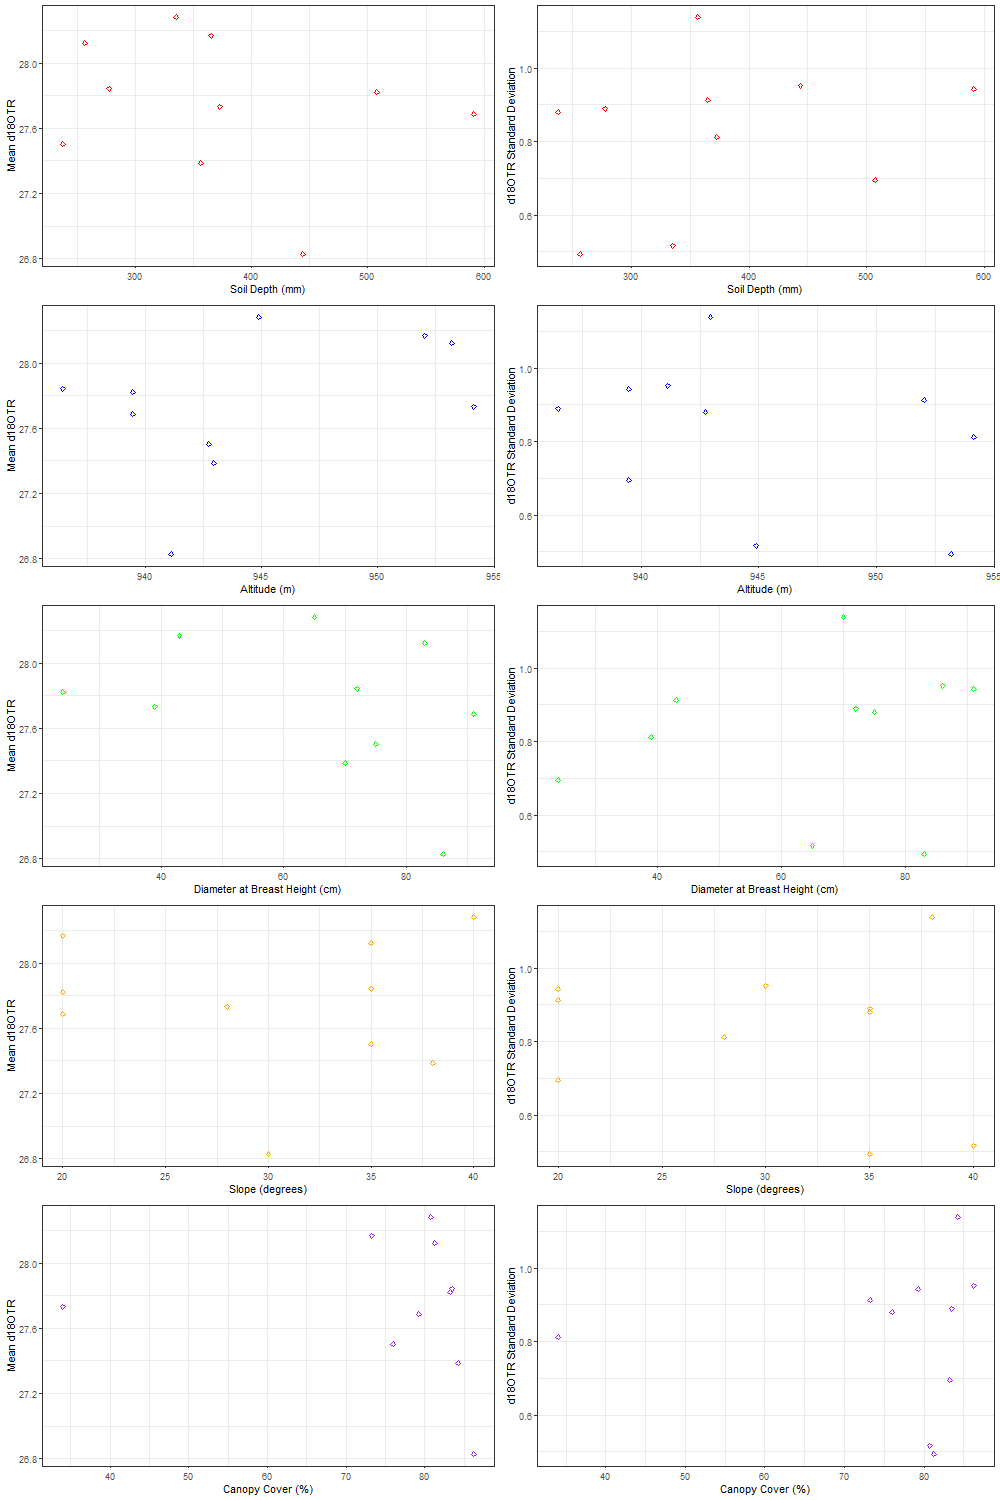 Mean d18OTR
28.0
27.6
27.2
26.8
300 400 500 600
Soil Depth (mm)
d18OTR Standard Deviation
1.0
0.8
0.6
300 400 500 600
Soil Depth (mm)
Mean d18OTR
28.0
27.6
27.2
26.8
940 945 950 955
Altitude (m)
d18OTR Standard Deviation
1.0
0.8
0.6
940 945 950 955
Altitude (m)
Mean d18OTR
28.0
27.6
27.2
26.8
40 60 80
Diameter at Breast Height (cm)
d18OTR Standard Deviation
1.0
0.8
0.6
40 60 80
Diameter at Breast Height (cm)
Mean d18OTR
28.0
27.6
27.2
26.8
20 25 30 35 40
Slope (degrees)
d18OTR Standard Deviation
1.0
0.8
0.6
20 25 30 35 40
Slope (degrees)
Mean d18OTR
28.0
27.6
27.2
26.8
40 50 60 70 80
Canopy Cover (%)
d18OTR Standard Deviation
1.0
0.8
0.6
40 50 60 70 80
Canopy Cover (%)